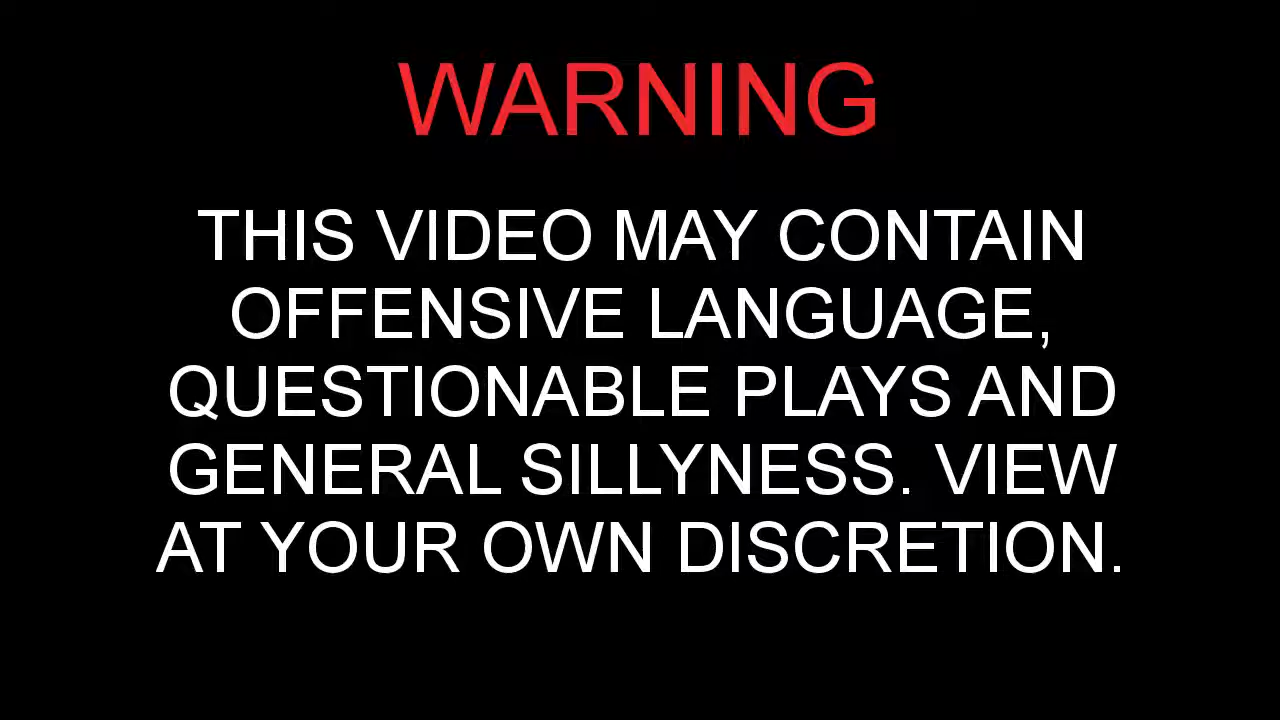 WARNING
THIS VIDEO MAY CONTAIN
OFFENSIVE LANGUAGE,
QUESTIONABLE PLAYS AND
GENERAL SILLYNESS. VIEW
AT YOUR OWN DISCRETION.